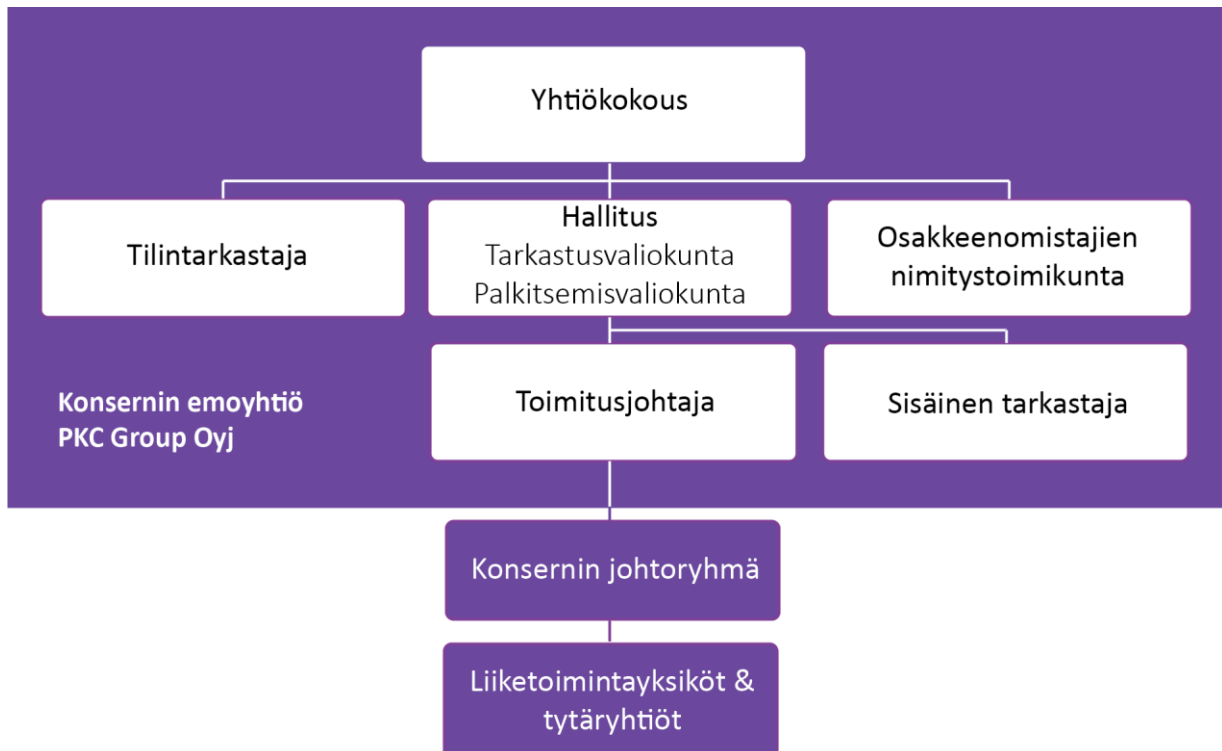 Yhtiökokous
Tilintarkastaja
Hallitus
Tarkastusvaliokunta
Palkitsemisvaliokunta
Osakkeenomistajien
nimitystoimikunta
Konsernin emoyhtiö
PKC Group Oyj
Toimitusjohtaja
Sisäinen tarkastaja
Konsernin johtoryhmä
Liiketoimintayksiköt &
tytäryhtiöt